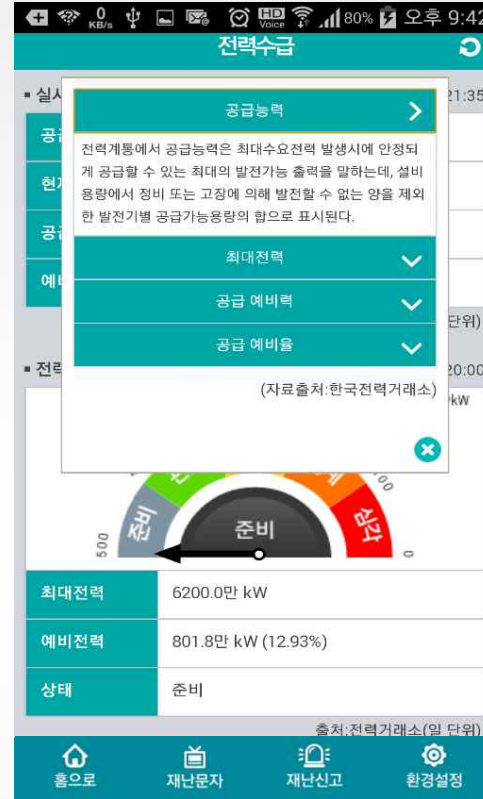 0
KB/s
HD
Voice
80%
오후 9:42
전력수급
실시
21:35
공급능력
전력계통에서 공급능력은 최대수요전력 발생시에 안정되
게 공급할 수 있는 최대의 발전가능 출력을 말하는데, 설비
용량에서 정비 또는 고장에 의해 발전할 수 없는 양을 제외
한 발전기별 공급가능용량의 합으로 표시된다.
최대전력
공급 예비력
공급 예비율
단위)
전력
20:00
(자료출처:한국전력거래소)
kW
500
준비
준비
심각
0
최대전력 6200.0만 kW
예비전력 801.8만 kW (12.93%)
상태 준비
출처:전력거래소(일 단위)
홈으로 재난문자 재난신고 환경설정